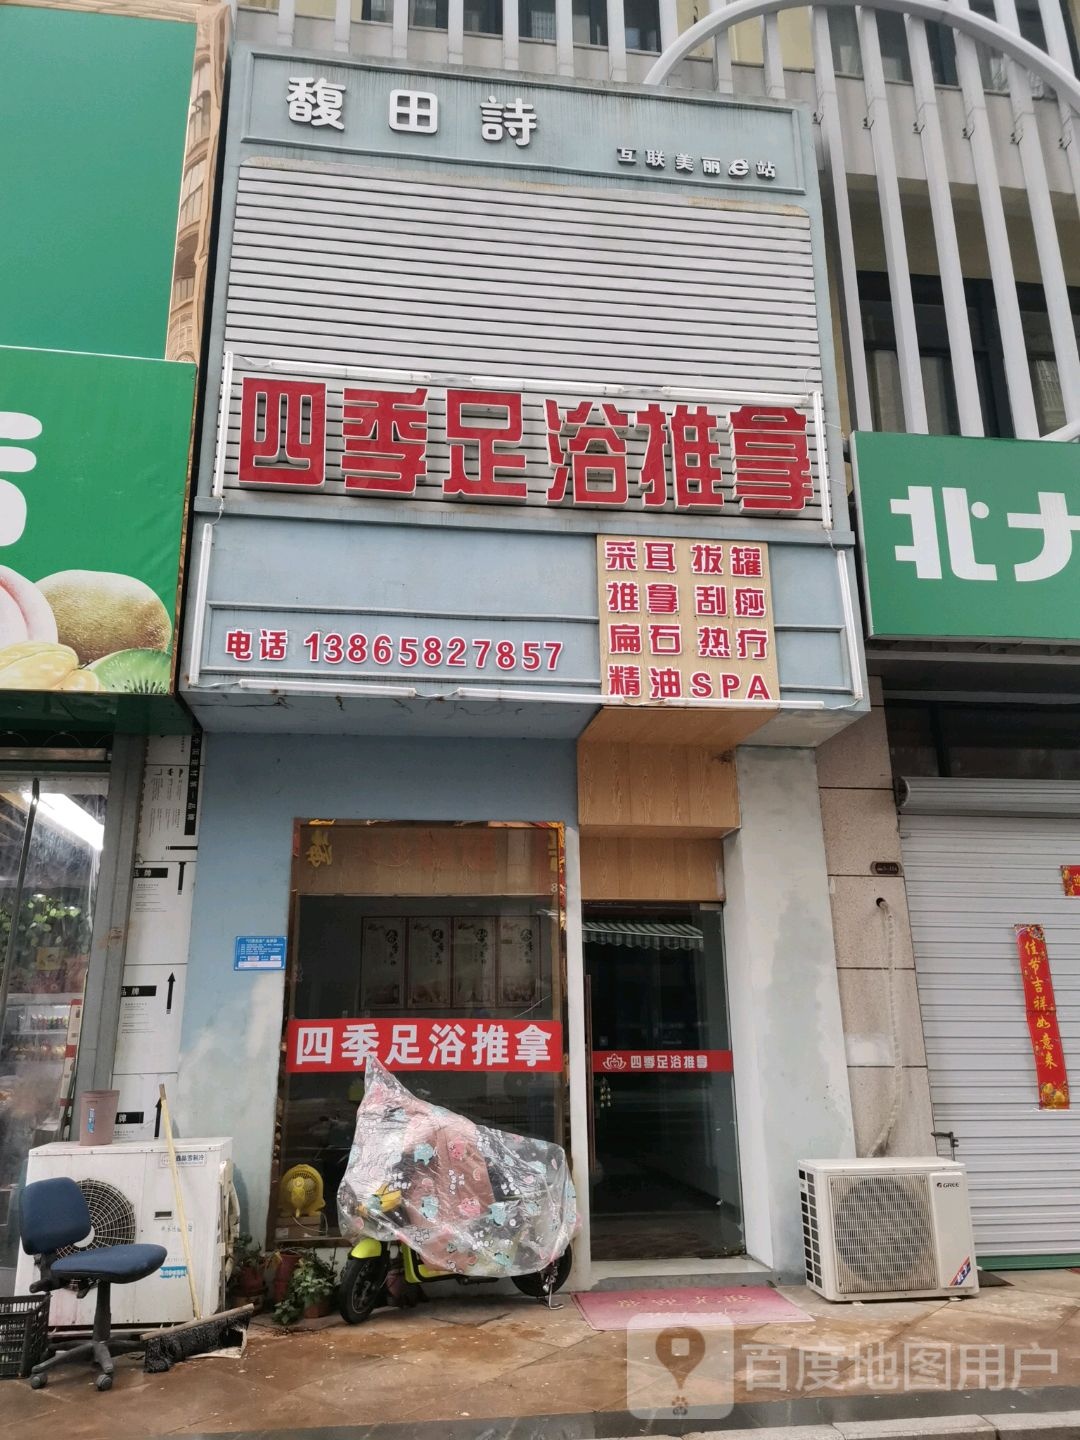 馥田詩
互联美丽e站
四季足浴推拿
采耳 拔罐
推拿 刮痧
扁石 热疗
精油SPA
电话 13865827857
北大
四季足浴推拿
四季足浴推拿
佳节吉祥如意来
GREE
百度地图用户